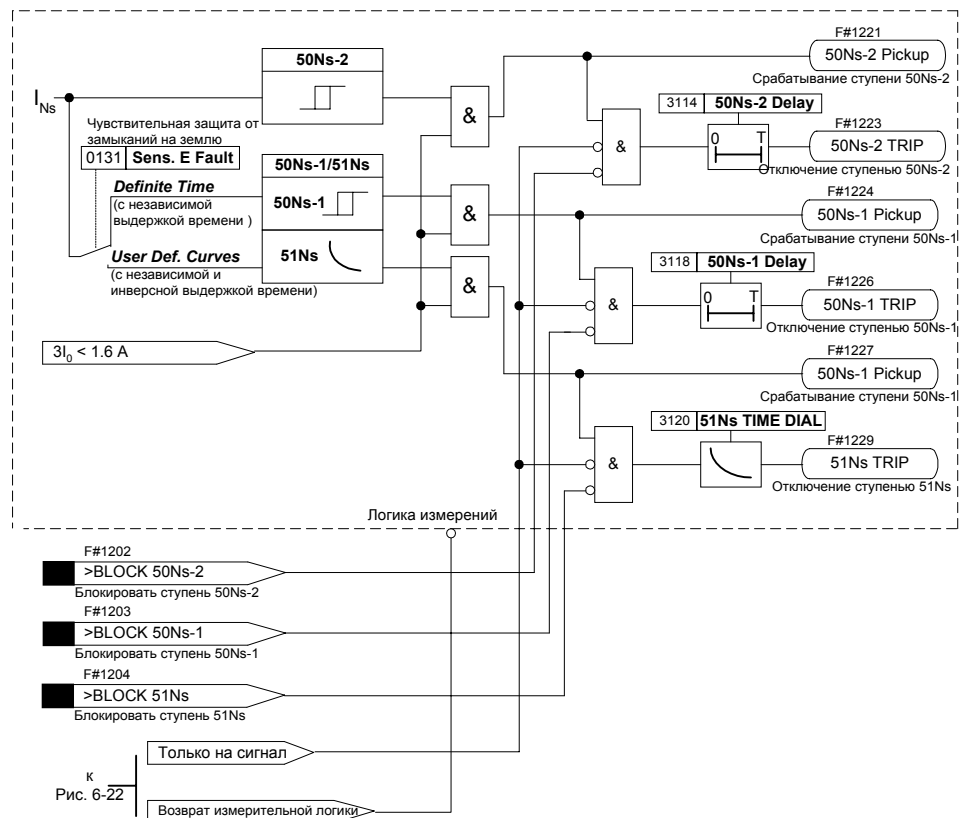 F#1221
50Ns-2
50Ns-2 Pickup
Срабатывание ступени 50Ns-2
I Ns
&
3114 50Ns-2 Delay
Чувствительная защита от
замыканий на землю
0131 Sens. E Fault
&
0 T
F#1223
50Ns-2 TRIP
Отключение ступенью 50Ns-2
50Ns-1/51Ns
Definite Time
(с независимой
выдержкой времени )
50Ns-1
&
F#1224
50Ns-1 Pickup
Срабатывание ступени 50Ns-1
User Def. Curves
(с независимой и
инверсной выдержкой времени)
51Ns
&
3118 50Ns-1 Delay
&
0 T
F#1226
50Ns-1 TRIP
Отключение ступенью 50Ns-1
3I0 < 1.6 A
F#1227
50Ns-1 Pickup
Срабатывание ступени 50Ns-1
3120 51Ns TIME DIAL
&
F#1229
51Ns TRIP
Отключение ступенью 51Ns
Логика измерений
F#1202
>BLOCK 50Ns-2
Блокировать ступень 50Ns-2
F#1203
>BLOCK 50Ns-1
Блокировать ступень 50Ns-1
F#1204
>BLOCK 51Ns
Блокировать ступень 51Ns
Только на сигнал
к
Рис. 6-22
Возврат измерительной логики